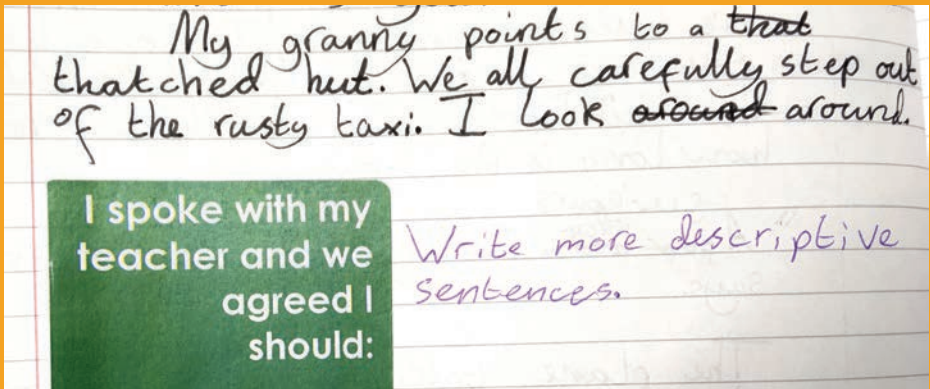 My granny points to a that
thatched hut. We all carefully step out
of the rusty taxi. I look around around.
I spoke with my
teacher and we
agreed I
should:
Write more descriptive
sentences.